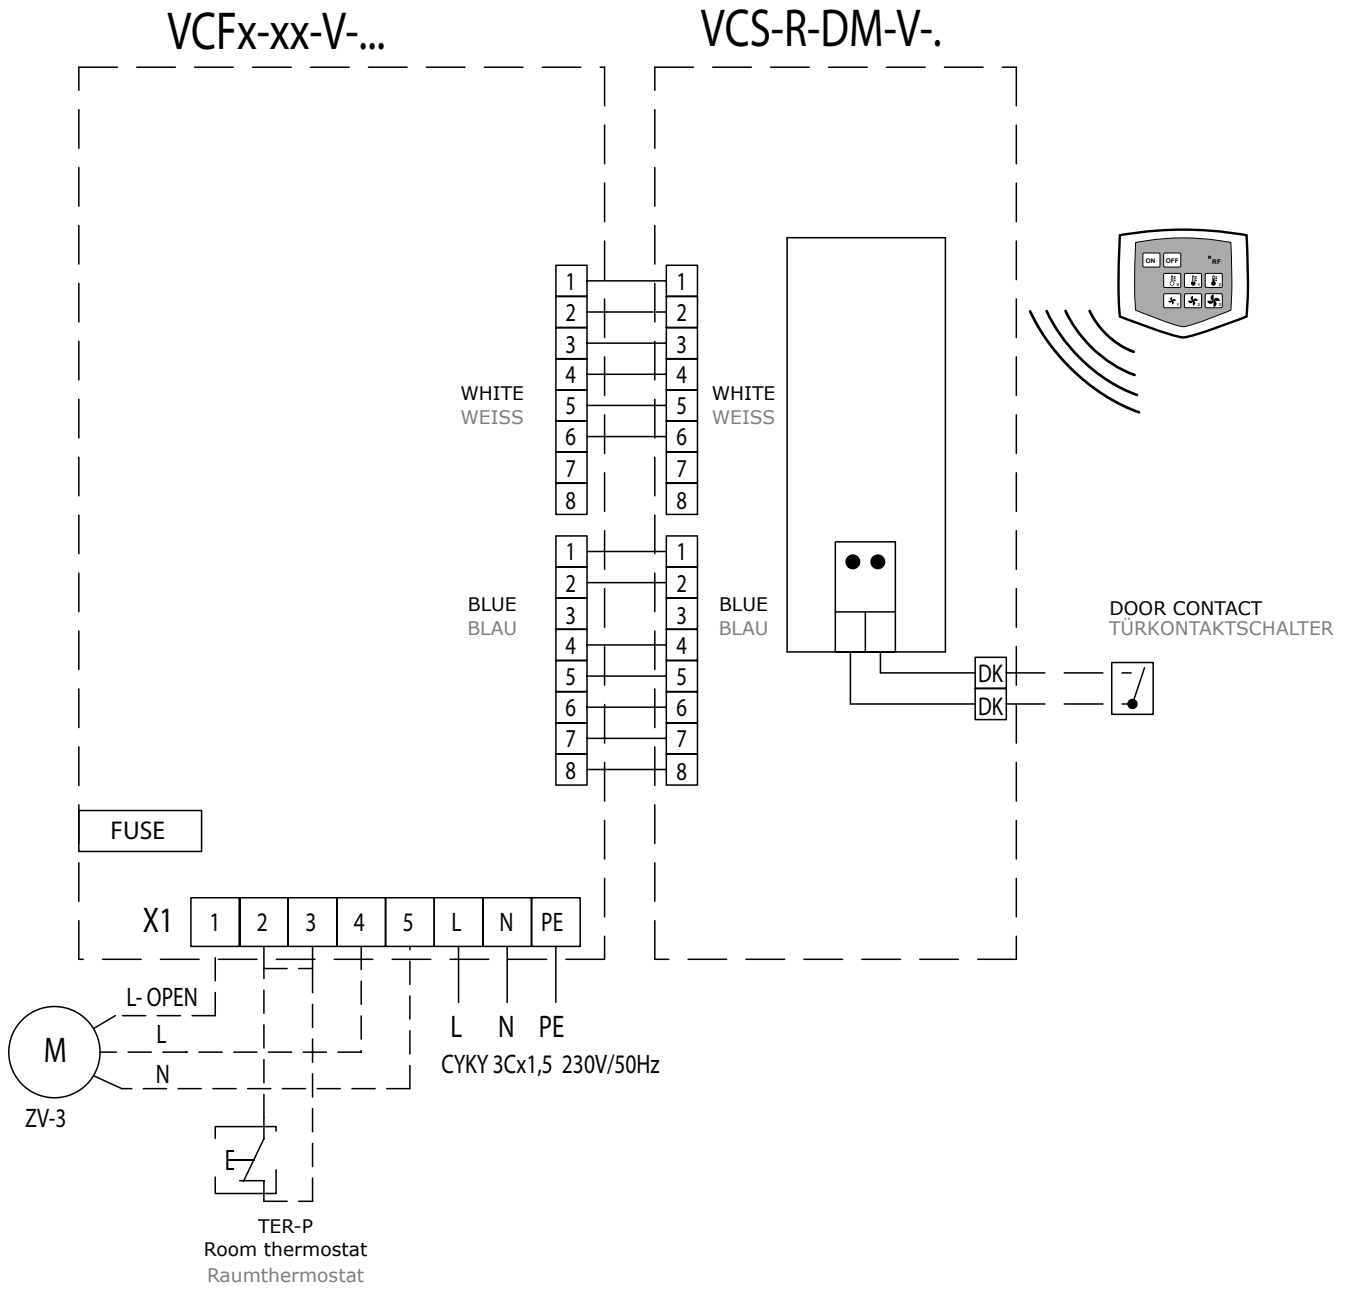 VCFx-xx-V-...
VCS-R-DM-V-.
ON OFF °RF
1 1
2 2
3 3
4 4
WHITE
WEISS
WHITE
WEISS
5 5
6 6
7 7
8 8
1 1
2 2
3 3
BLUE
BLAU
BLUE
BLAU
4 4
5 5
6 6
7 7
8 8
DOOR CONTACT
TÜRKONTAKTSCHALTER
DK
DK
FUSE
X1 1 2 3 4 5 L N PE
L- OPEN
L
N
M
ZV-3
L N PE
CYKY 3Cx1,5 230V/50Hz
TER-P
Room thermostat
Raumthermostat